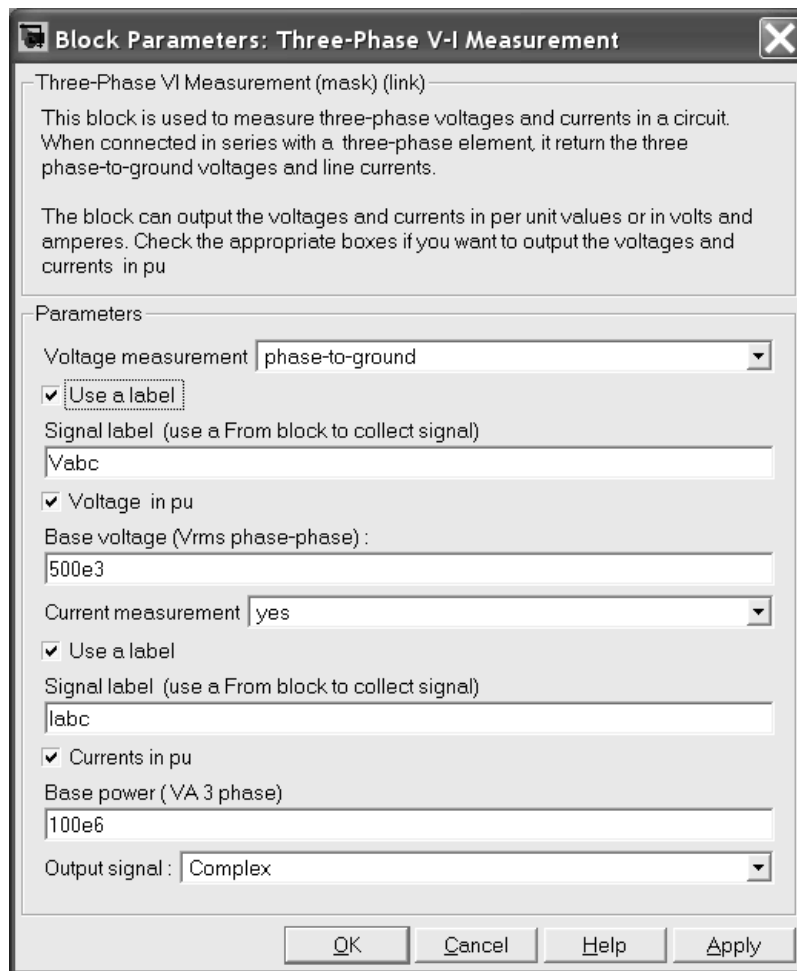 Block Parameters: Three-Phase V-I Measurement
Three-Phase VI Measurement (mask) (link)
This block is used to measure three-phase voltages and currents in a circuit.
When connected in series with a three-phase element, it return the three
phase-to-ground voltages and line currents.
The block can output the voltages and currents in per unit values or in volts and
amperes. Check the appropriate boxes if you want to output the voltages and
currents in pu
Parameters
Voltage measurement phase-to-ground
Use a label
Signal label (use a From block to collect signal)
Vabc
Voltage in pu
Base voltage (Vrms phase-phase) :
500e3
Current measurement yes
Use a label
Signal label (use a From block to collect signal)
Iabc
Currents in pu
Base power ( VA 3 phase)
100e6
Output signal : Complex
OK Cancel Help Apply